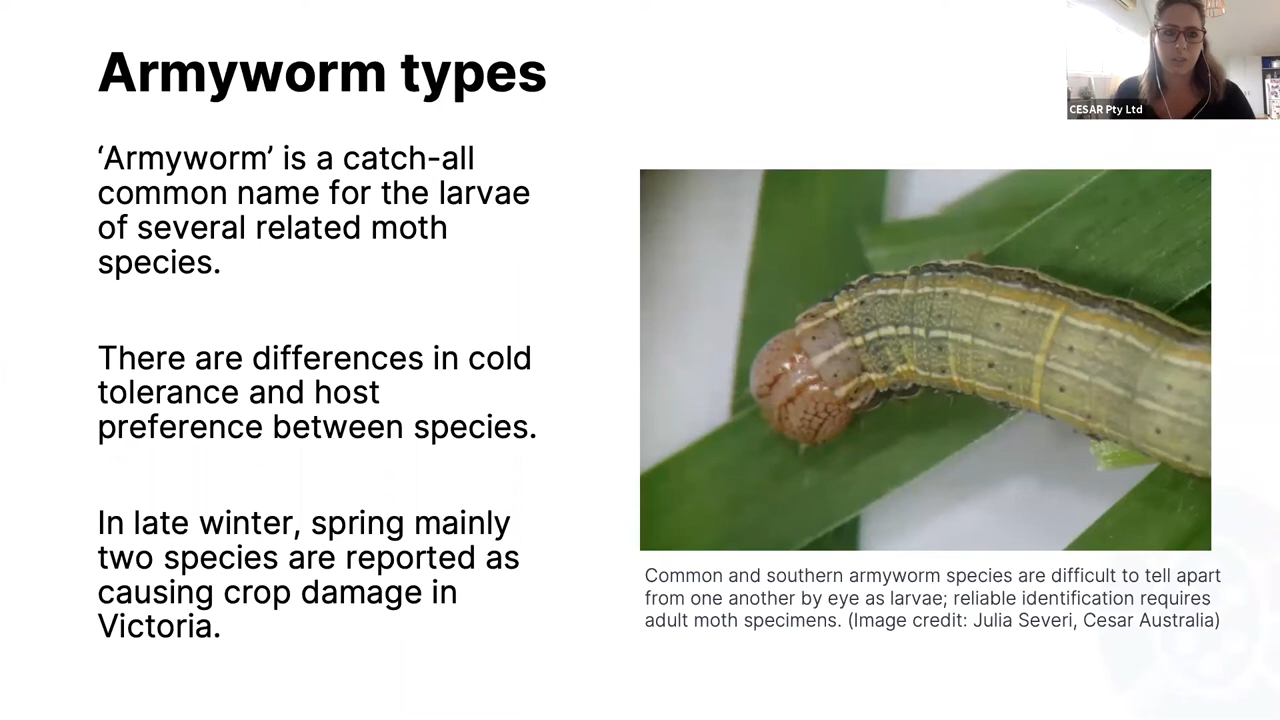 Armyworm types
CESAR Pty Ltd
‘Armyworm’ is a catch-all
common name for the larvae
of several related moth
species.
There are differences in cold
tolerance and host
preference between species.
In late winter, spring mainly
two species are reported as
causing crop damage in
Victoria.
Common and southern armyworm species are difficult to tell apart
from one another by eye as larvae; reliable identification requires
adult moth specimens. (Image credit: Julia Severi, Cesar Australia)